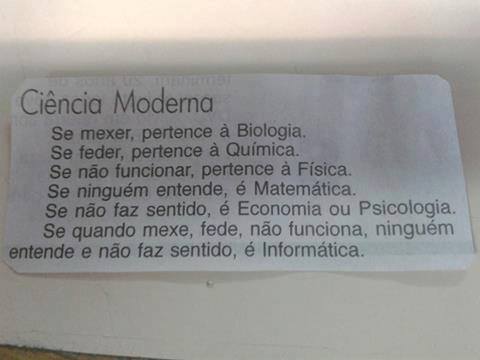 Ciência Moderna
Se mexer, pertence à Biologia.
Se feder, pertence à Química.
Se não funcionar, pertence à Física.
Se ninguém entende, é Matemática.
Se não faz sentido, é Economia ou Psicologia.
Se quando mexe, fede, não funciona, ninguém
entende e não faz sentido, é Informática.